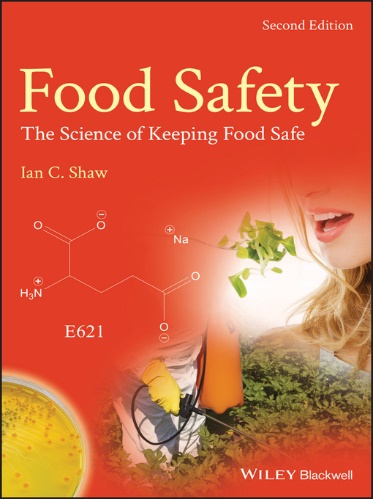 Second Edition
Food Safety
The Science of Keeping Food Safe
Ian C. Shaw
O
O
−
+
Na
+
H₃N
O
O
−
E621
WILEY Blackwell